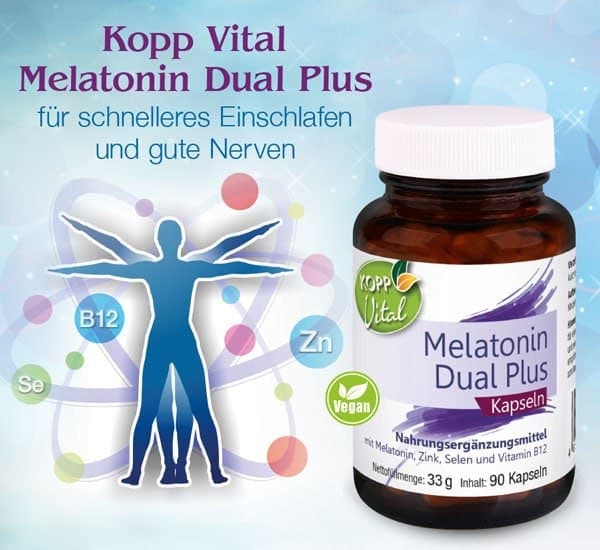 Kopp Vital
Melatonin Dual Plus
für schnelleres Einschlafen
und gute Nerven
B12
Zn
Se
KOPP
Vital
Melatonin
Dual Plus
Kapseln
Vegan
Nahrungsergänzungsmittel
mit Melatonin, Zink, Selen und Vitamin B12
Nettofüllmenge: 33 g Inhalt: 90 Kapseln